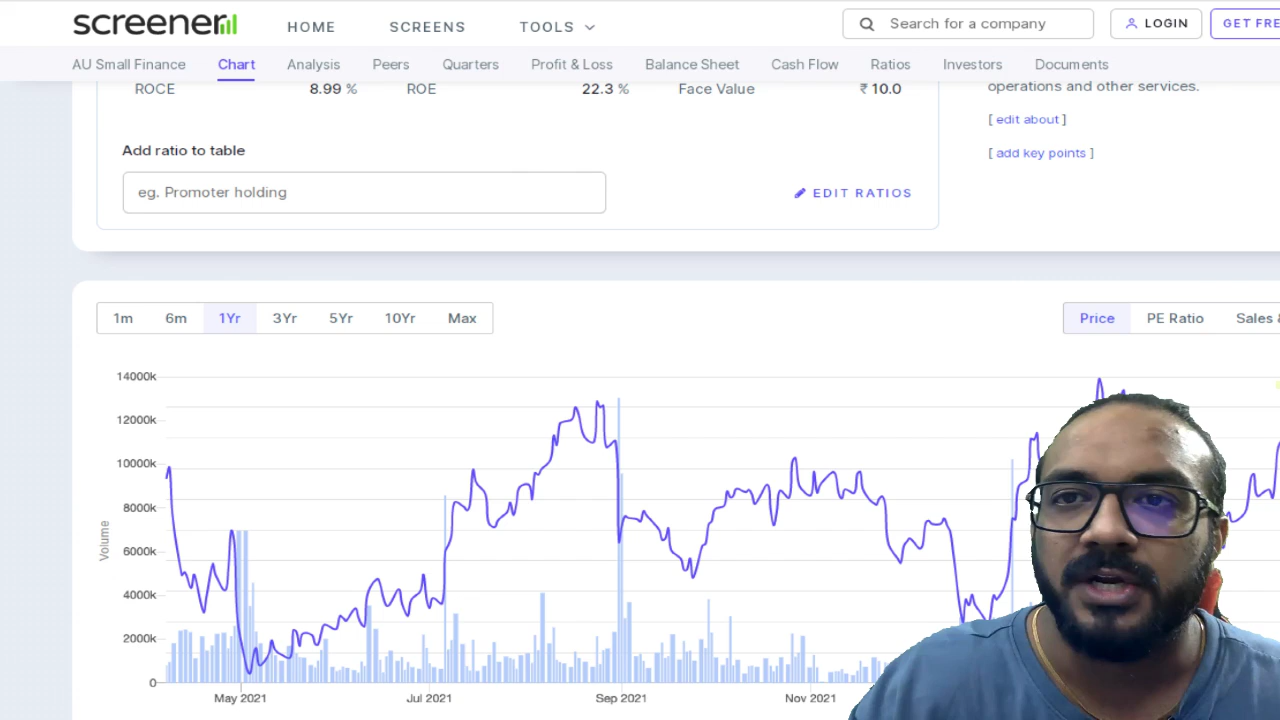 screener
HOME SCREENS TOOLS
Search for a company
LOGIN
GET FRE
AU Small Finance Chart Analysis Peers Quarters Profit & Loss Balance Sheet Cash Flow Ratios Investors Documents
ROCE 8.99 % ROE 22.3 % Face Value ₹ 10.0
operations and other services.
[ edit about ]
[ add key points ]
Add ratio to table
eg. Promoter holding
EDIT RATIOS
1m 6m 1Yr 3Yr 5Yr 10Yr Max
Price PE Ratio Sales &
14000k
12000k
10000k
8000k
6000k
4000k
2000k
0
Volume
May 2021 Jul 2021 Sep 2021 Nov 2021